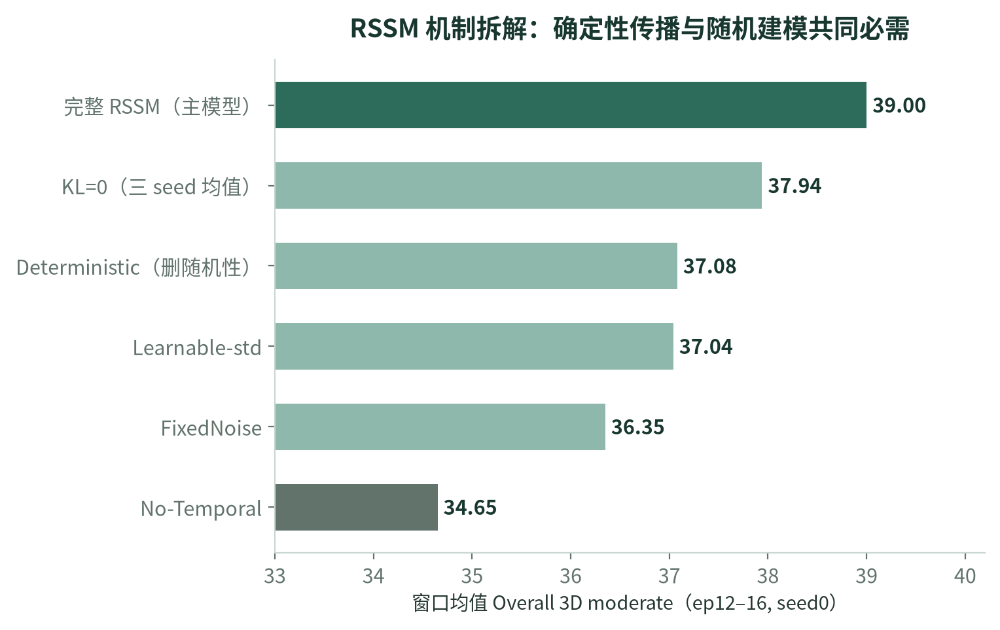 RSSM 机制拆解：确定性传播与随机建模共同必需
完整 RSSM（主模型）
39.00
KL=0（三 seed 均值）
37.94
Deterministic（删随机性）
37.08
Learnable-std
37.04
FixedNoise
36.35
No-Temporal
34.65
33 34 35 36 37 38 39 40
窗口均值 Overall 3D moderate（ep12–16, seed0）